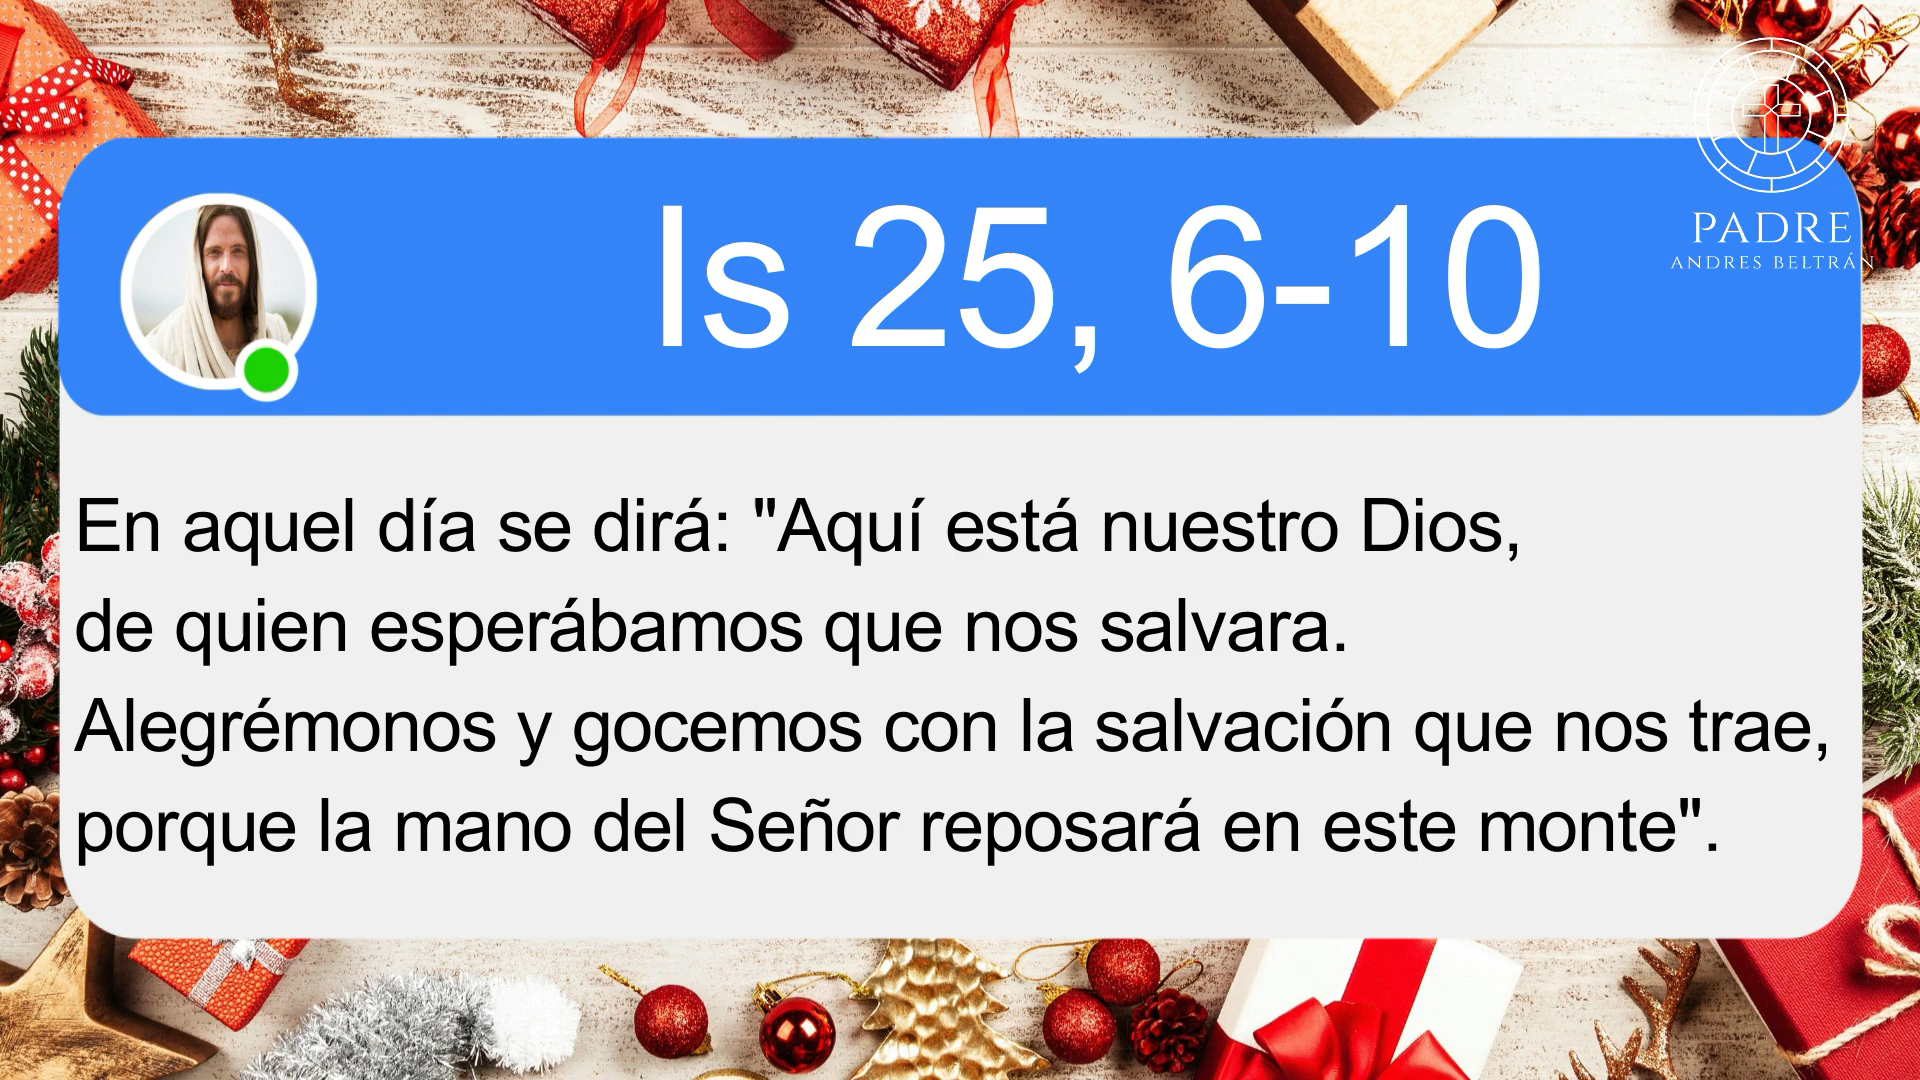 Is 25, 6-10
PADRE
ANDRES BELTRÁN
En aquel día se dirá: "Aquí está nuestro Dios,
de quien esperábamos que nos salvara.
Alegrémonos y gocemos con la salvación que nos trae,
porque la mano del Señor reposará en este monte".